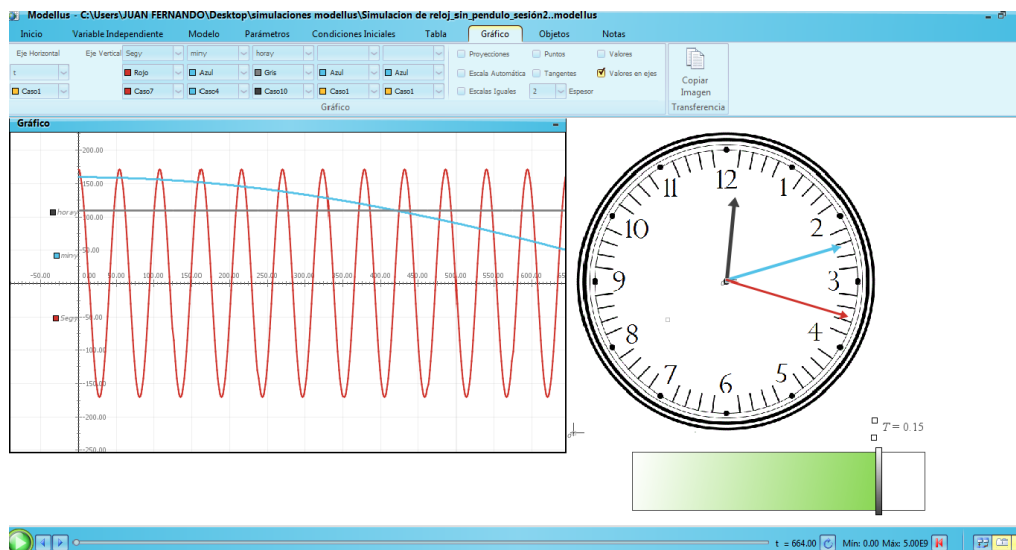 Modellus - C:\Users\JUAN FERNANDO\Desktop\simulaciones modellus\Simulacion de reloj_sin_pendulo_sesión2..modellus
Inicio Variable Independiente Modelo Parámetros Condiciones Iniciales Tabla Gráfico Objetos Notas
Eje Horizontal Eje Vertical Segy miny horay Proyecciones Puntos Valores
t Rojo Azul Gris Azul Azul Escala Automática Tangentes Valores en ejes
Caso1 Caso7 Caso4 Caso10 Caso1 Caso1 Escalas Iguales 2 Espesor
Copiar
Imagen
Gráfico Transferencia
Gráfico
200.00
150.00
horay 100.00
miny 50.00
-50.00 0.00 50.00 100.00 150.00 200.00 250.00 300.00 350.00 400.00 450.00 500.00 550.00 600.00
Segy -50.00
-100.00
-150.00
-200.00
-250.00
12
11 1
10 2
9 3
8 4
7 5
6
T = 0.15
t = 664.00 Min: 0.00 Máx: 5.00E9